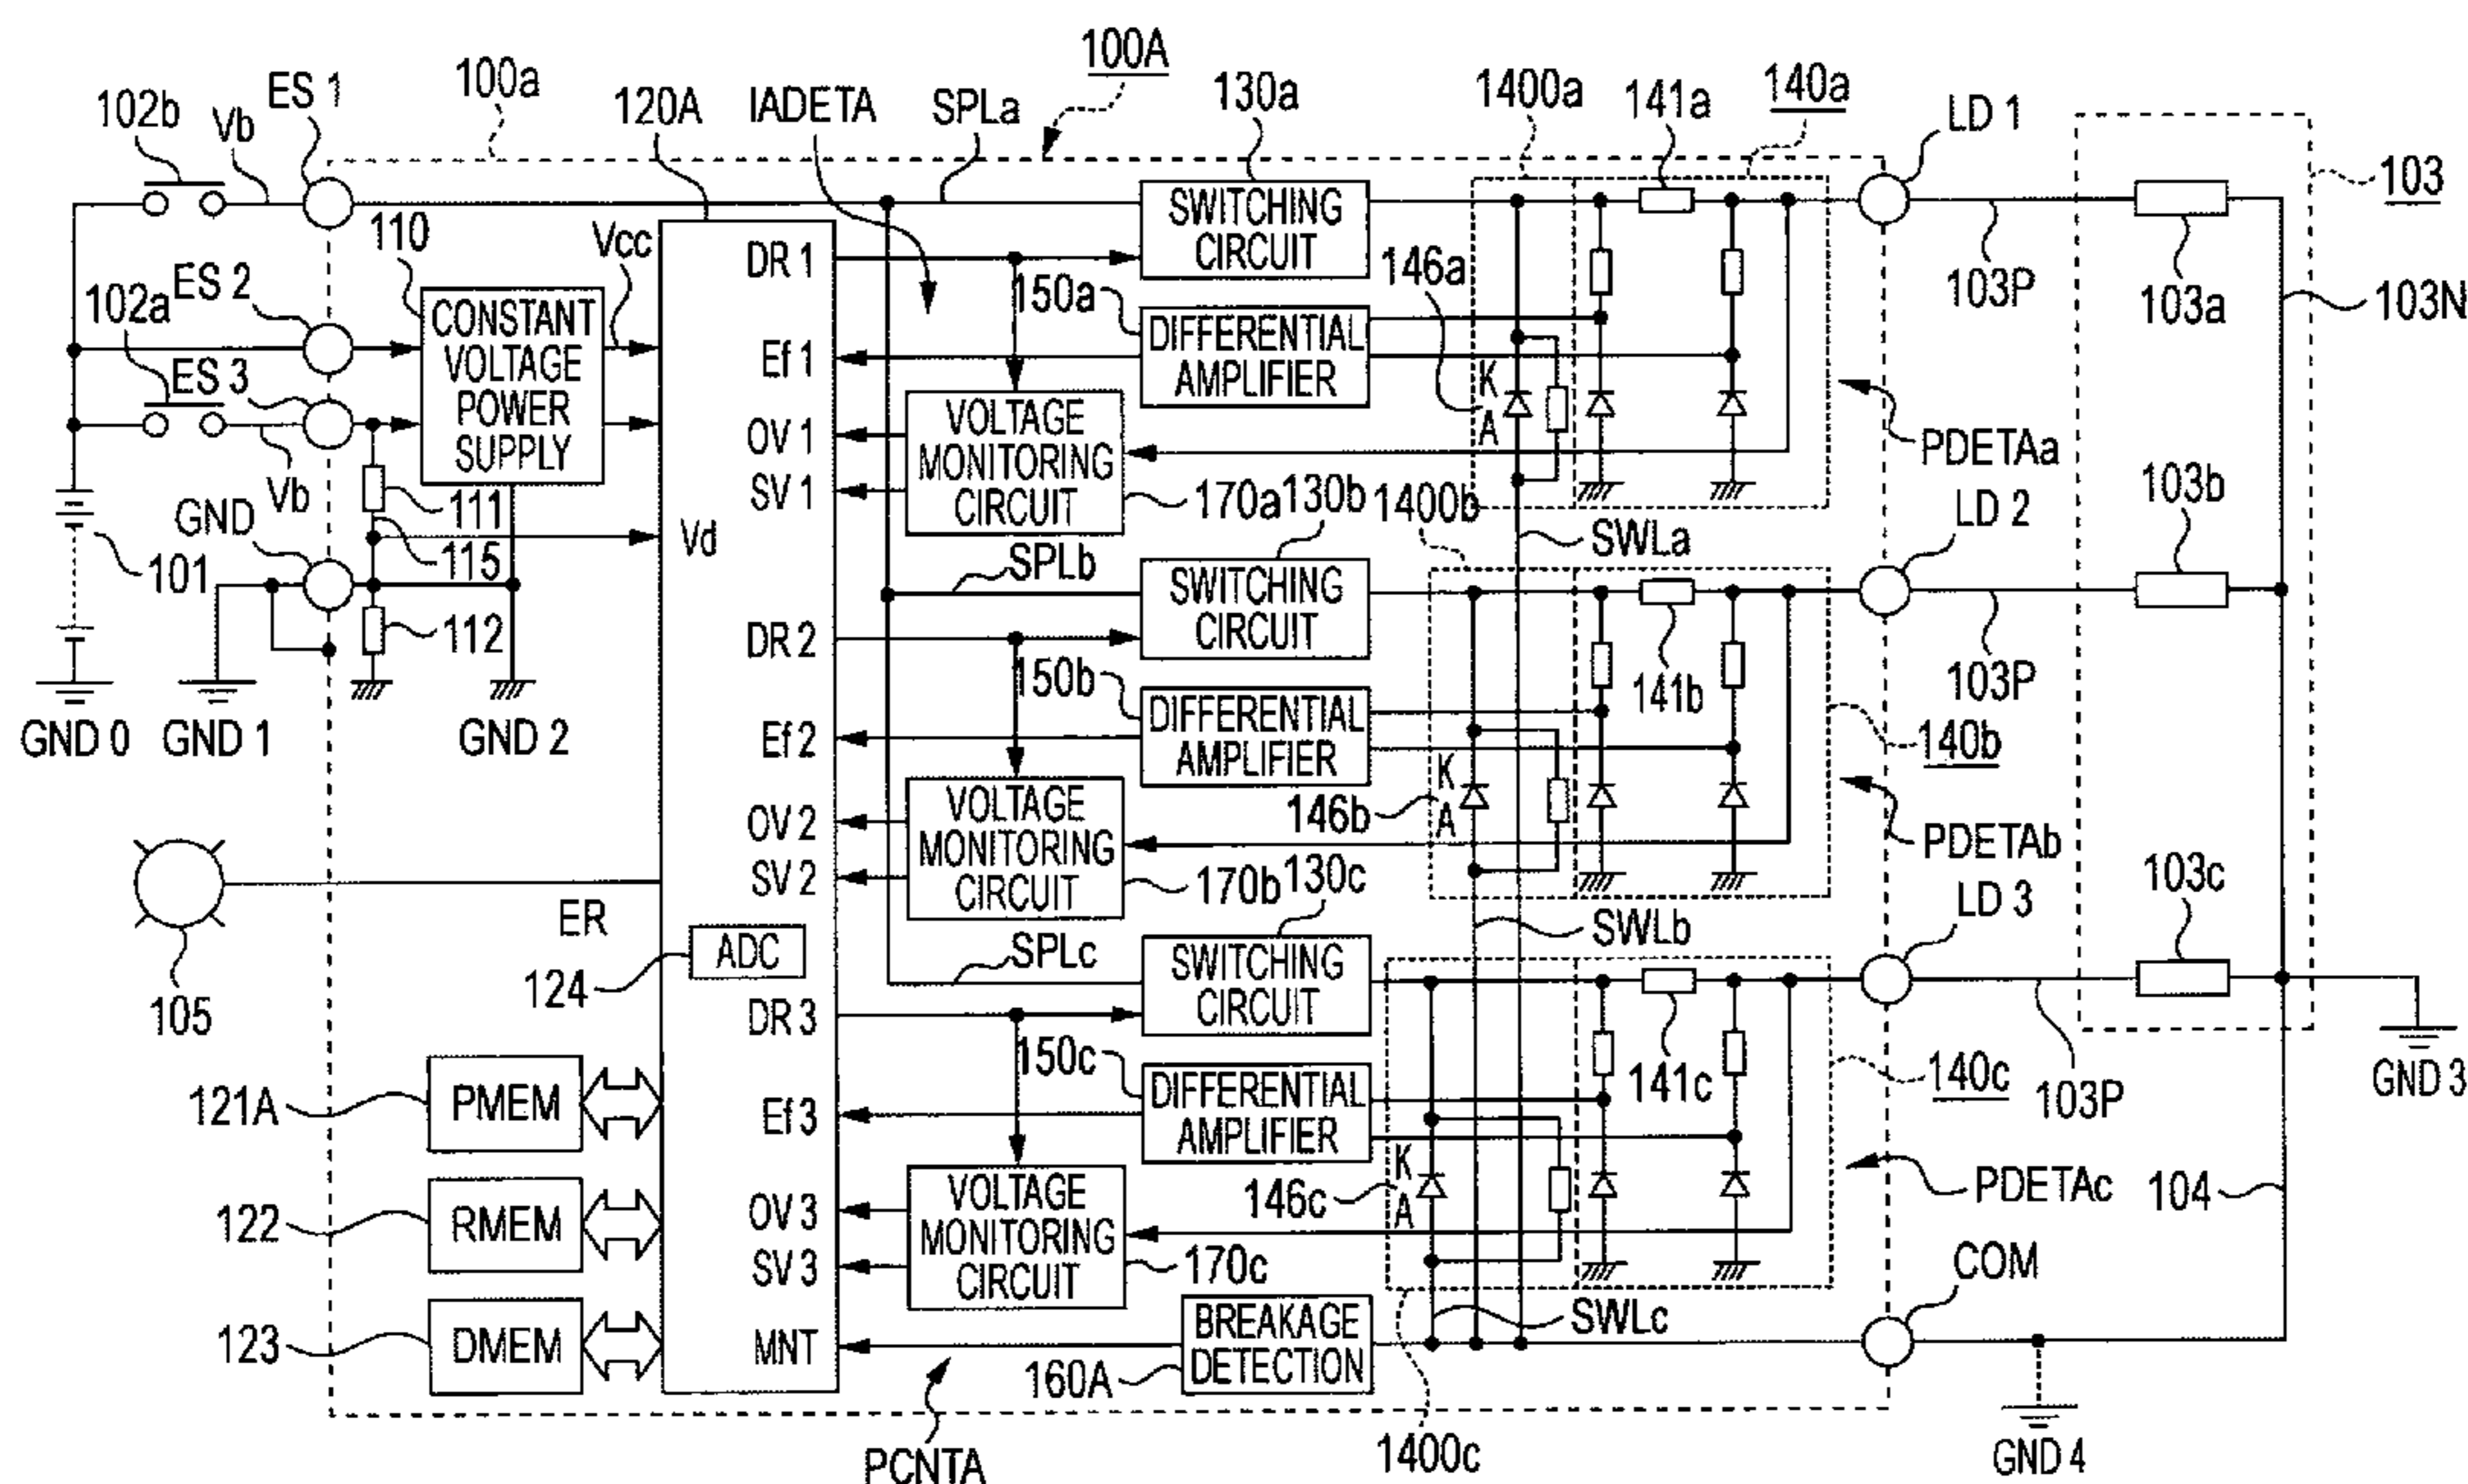 100A
100a
ES 1
102b
Vb
120A
IADETA
SPLa
130a
1400a
141a
140a
LD 1
103
110
Vcc
DR 1
SWITCHING
CIRCUIT
146a
103P
103a
103N
ES 2
102a
CONSTANT
VOLTAGE
POWER
SUPPLY
150a
DIFFERENTIAL
AMPLIFIER
Ef 1
K
A
ES 3
OV 1
VOLTAGE
MONITORING
CIRCUIT
SV 1
PDETAa
Vb
111
GND
170a
130b
1400b
103b
LD 2
115
Vd
101
SPLb
SWLa
SWITCHING
CIRCUIT
112
DR 2
150b
141b
103P
GND 0
GND 1
GND 2
DIFFERENTIAL
AMPLIFIER
Ef 2
140b
K
A
146b
OV 2
VOLTAGE
MONITORING
CIRCUIT
SV 2
PDETAb
170b
130c
103c
LD 3
ER
105
ADC
124
SPLc
SWLb
SWITCHING
CIRCUIT
DR 3
150c
141c
140c
103P
GND 3
121A
PMEM
DIFFERENTIAL
AMPLIFIER
Ef 3
K
A
146c
PDETAc
104
122
RMEM
OV 3
VOLTAGE
MONITORING
CIRCUIT
SV 3
170c
COM
123
DMEM
MNT
BREAKAGE
DETECTION
160A
SWLc
PCNTA
1400c
GND 4